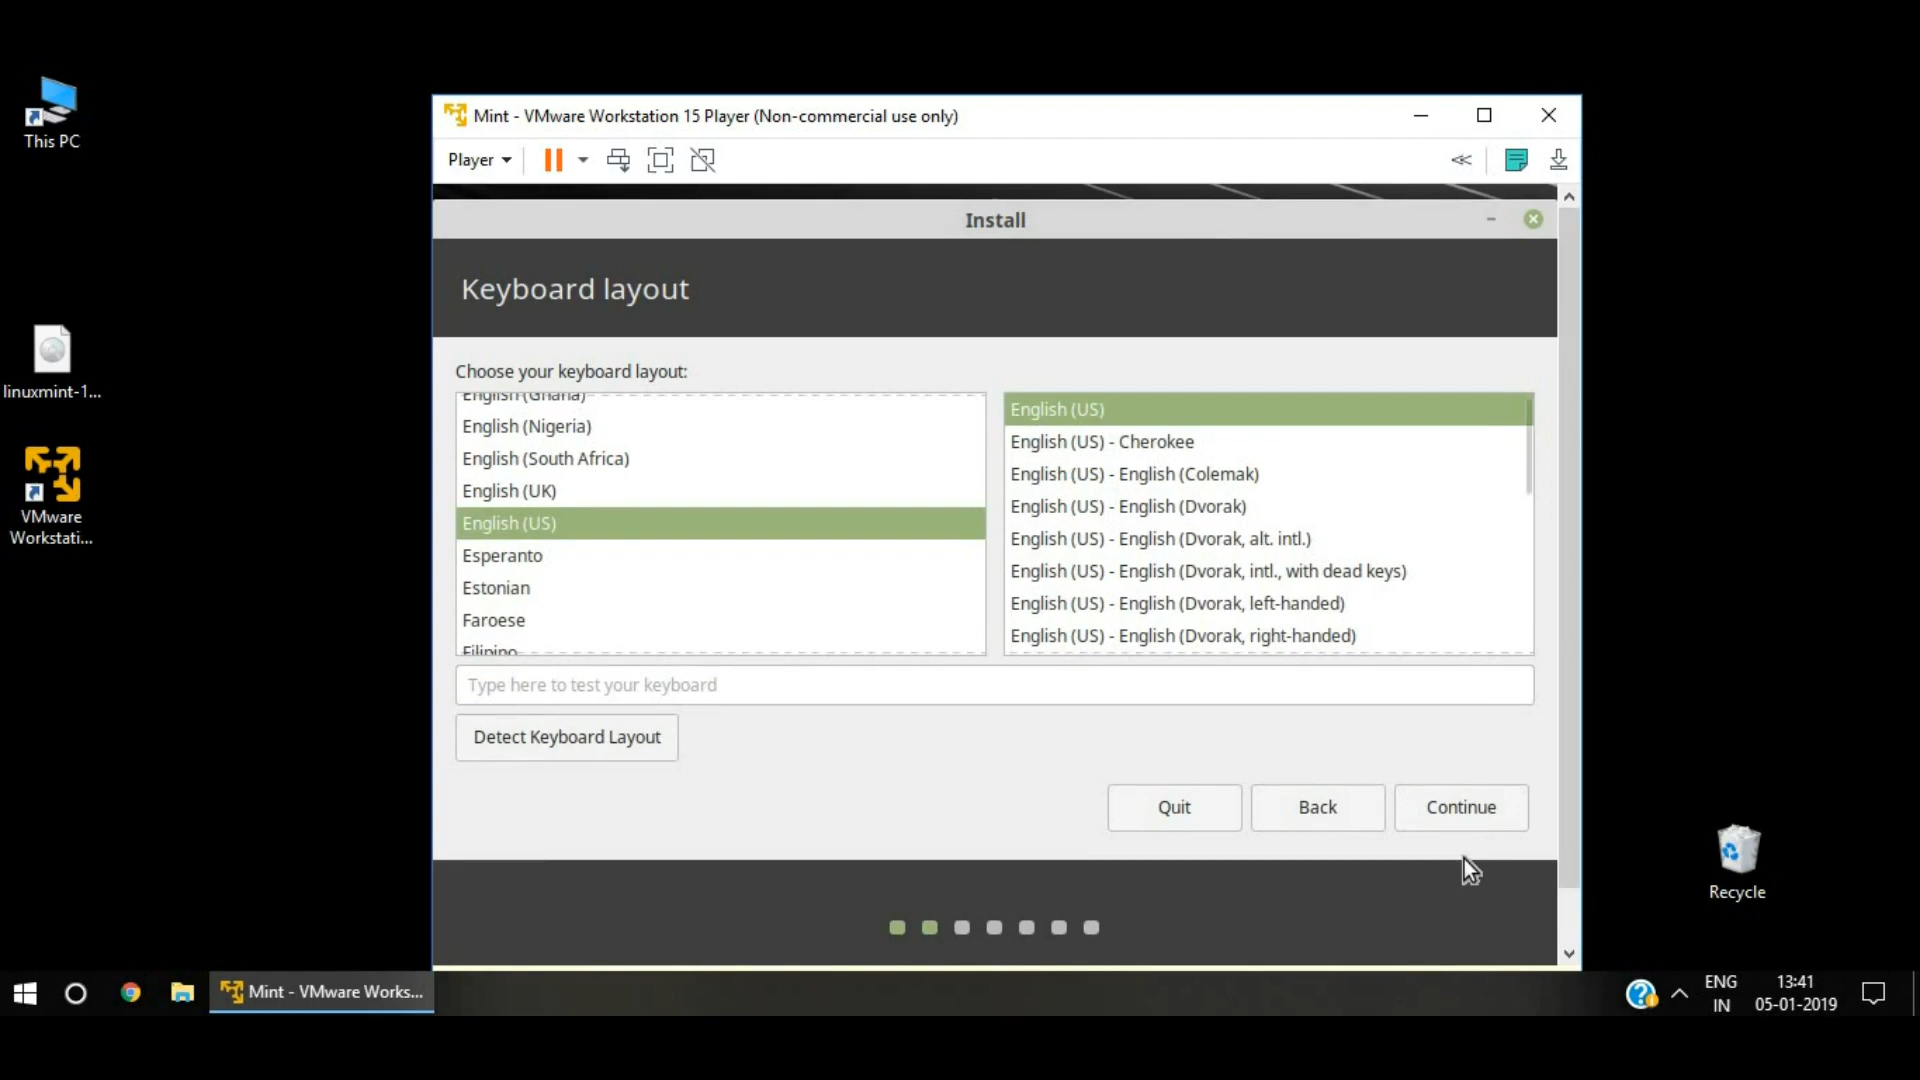 This PC
linuxmint-1...
VMware
Workstati...
Mint - VMware Workstation 15 Player (Non-commercial use only)
Player
Install
Keyboard layout
Choose your keyboard layout:
English (Ghana)
English (Nigeria)
English (South Africa)
English (UK)
English (US)
Esperanto
Estonian
Faroese
Filipino
English (US)
English (US) - Cherokee
English (US) - English (Colemak)
English (US) - English (Dvorak)
English (US) - English (Dvorak, alt. intl.)
English (US) - English (Dvorak, intl., with dead keys)
English (US) - English (Dvorak, left-handed)
English (US) - English (Dvorak, right-handed)
Type here to test your keyboard
Detect Keyboard Layout
Quit
Back
Continue
Recycle
Mint - VMware Works...
ENG
IN
13:41
05-01-2019